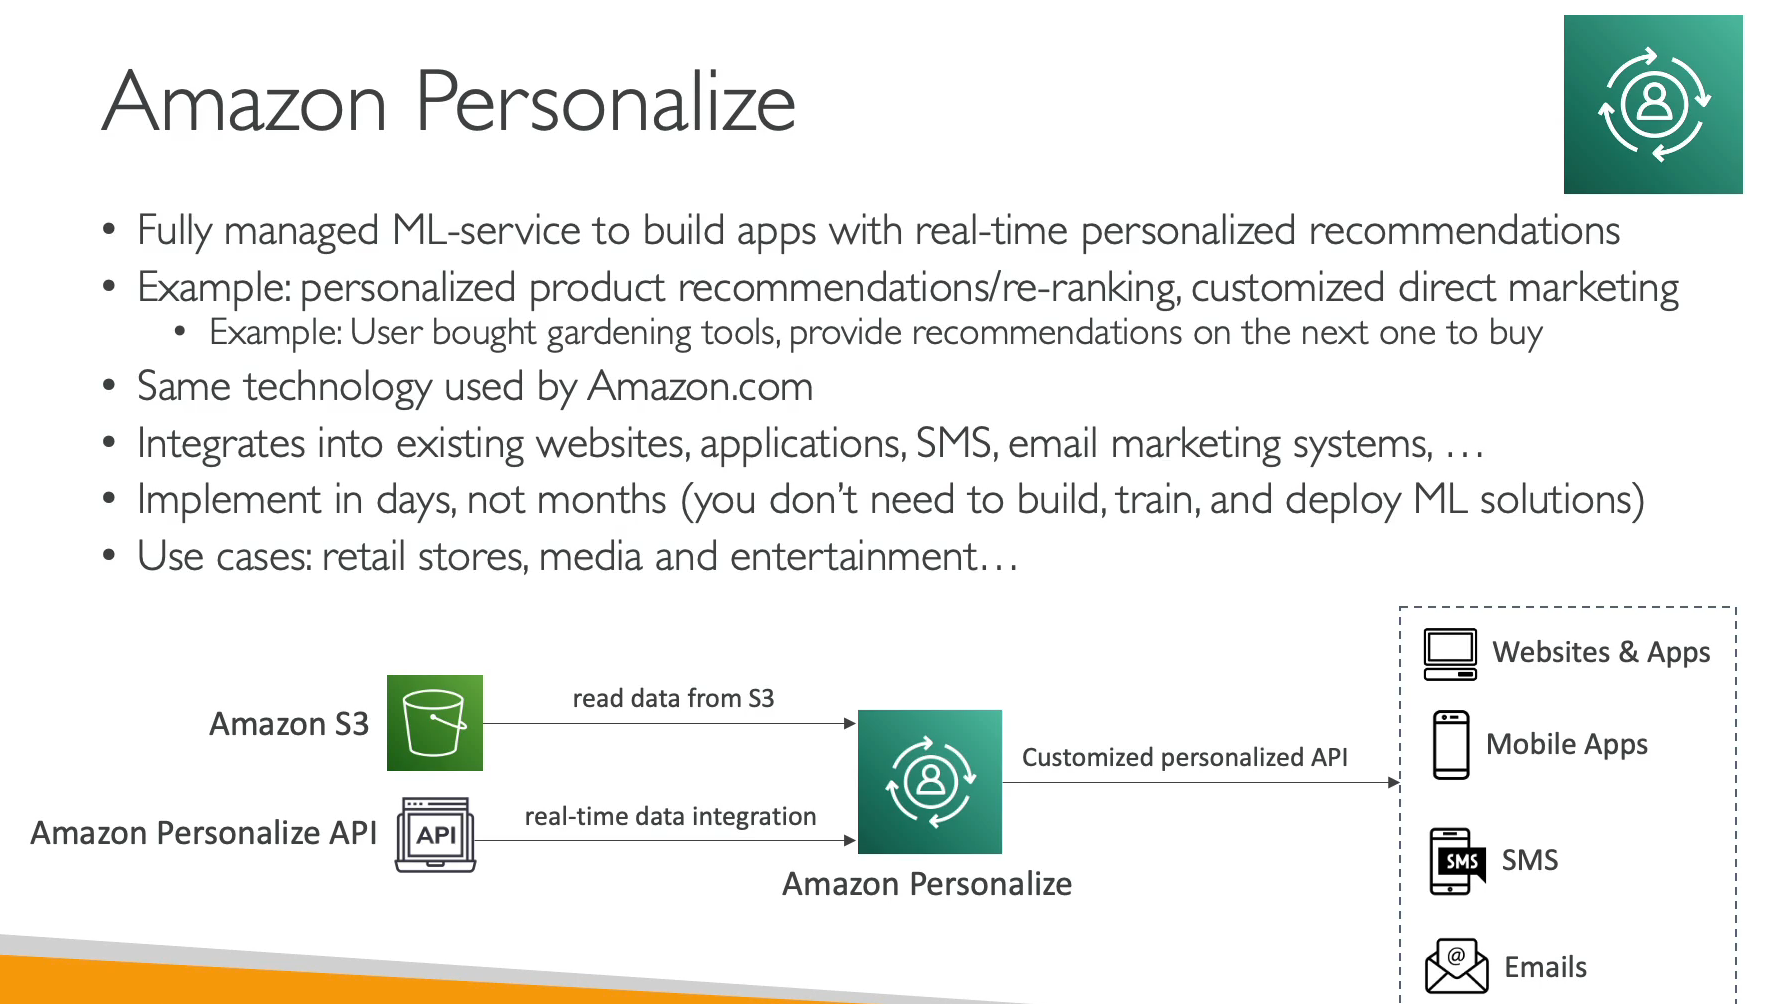 Amazon Personalize
• Fully managed ML-service to build apps with real-time personalized recommendations
• Example: personalized product recommendations/re-ranking, customized direct marketing
• Example: User bought gardening tools, provide recommendations on the next one to buy
• Same technology used by Amazon.com
• Integrates into existing websites, applications, SMS, email marketing systems, …
• Implement in days, not months (you don’t need to build, train, and deploy ML solutions)
• Use cases: retail stores, media and entertainment…
Amazon S3
read data from S3
Amazon Personalize API
API
real-time data integration
Amazon Personalize
Customized personalized API
Websites & Apps
Mobile Apps
SMS
SMS
@
Emails